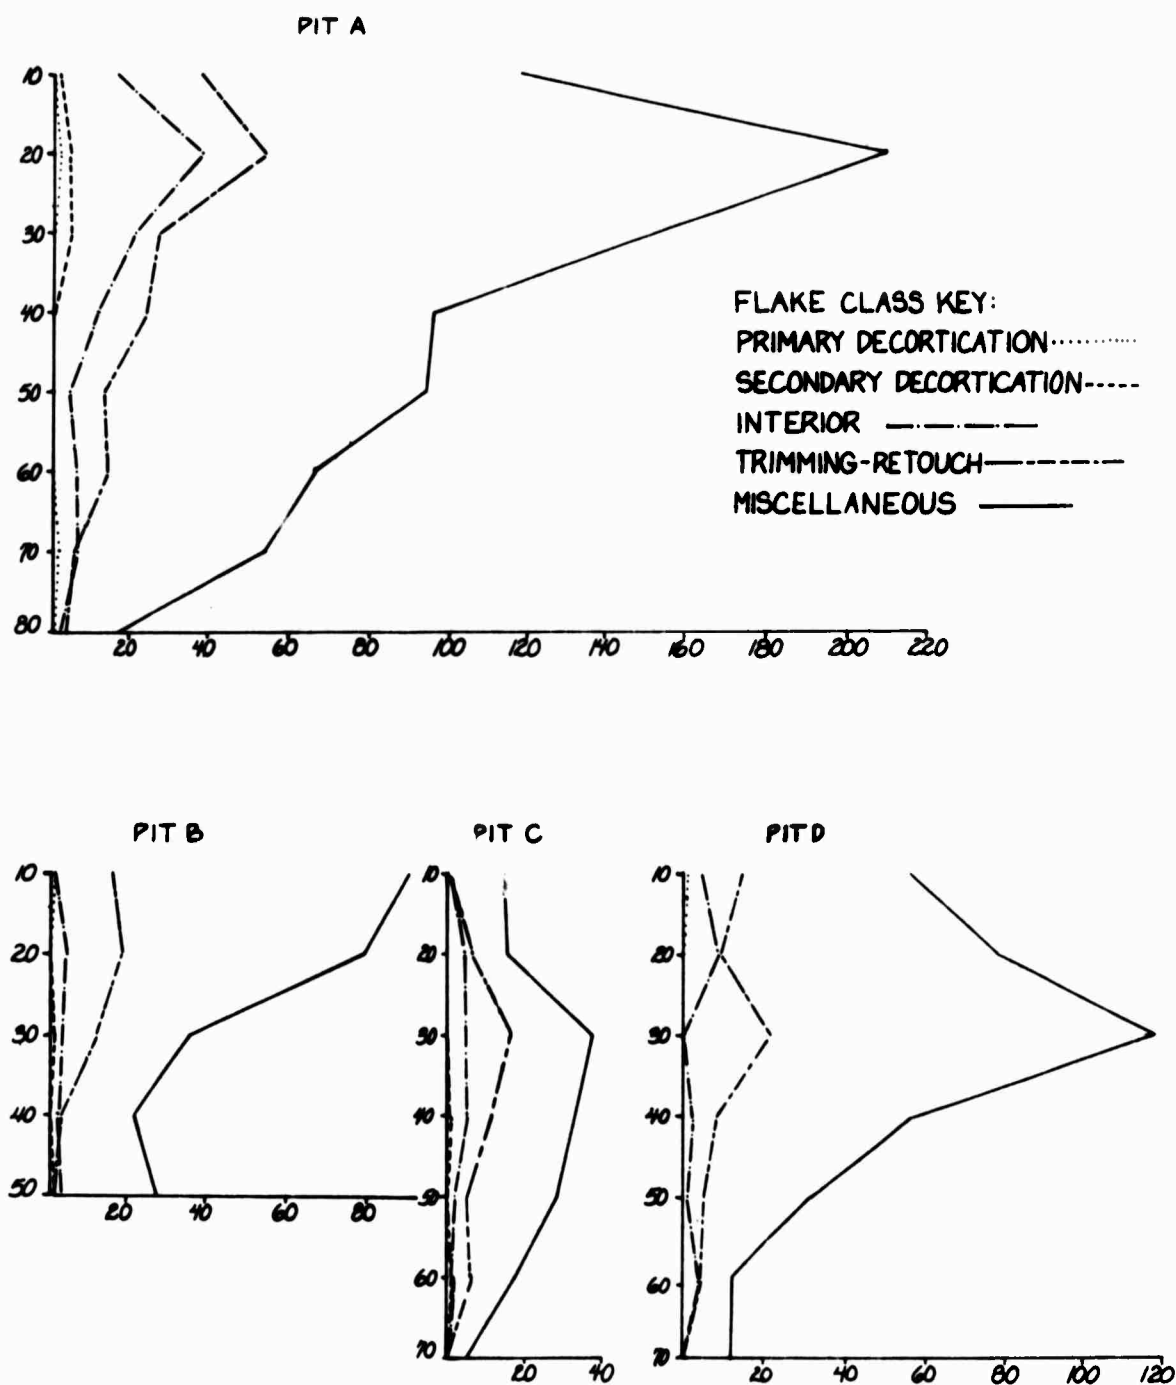 PIT A
10
20
30
40
50
60
70
80
20 40 60 80 100 120 140 160 180 200 220
FLAKE CLASS KEY:
PRIMARY DECORTICATION
SECONDARY DECORTICATION
INTERIOR
TRIMMING-RETOUCH
MISCELLANEOUS
PIT B
10
20
30
40
50
20 40 60 80
PIT C
10
20
30
40
50
60
70
20 40
PIT D
10
20
30
40
50
60
70
20 40 60 80 100 120